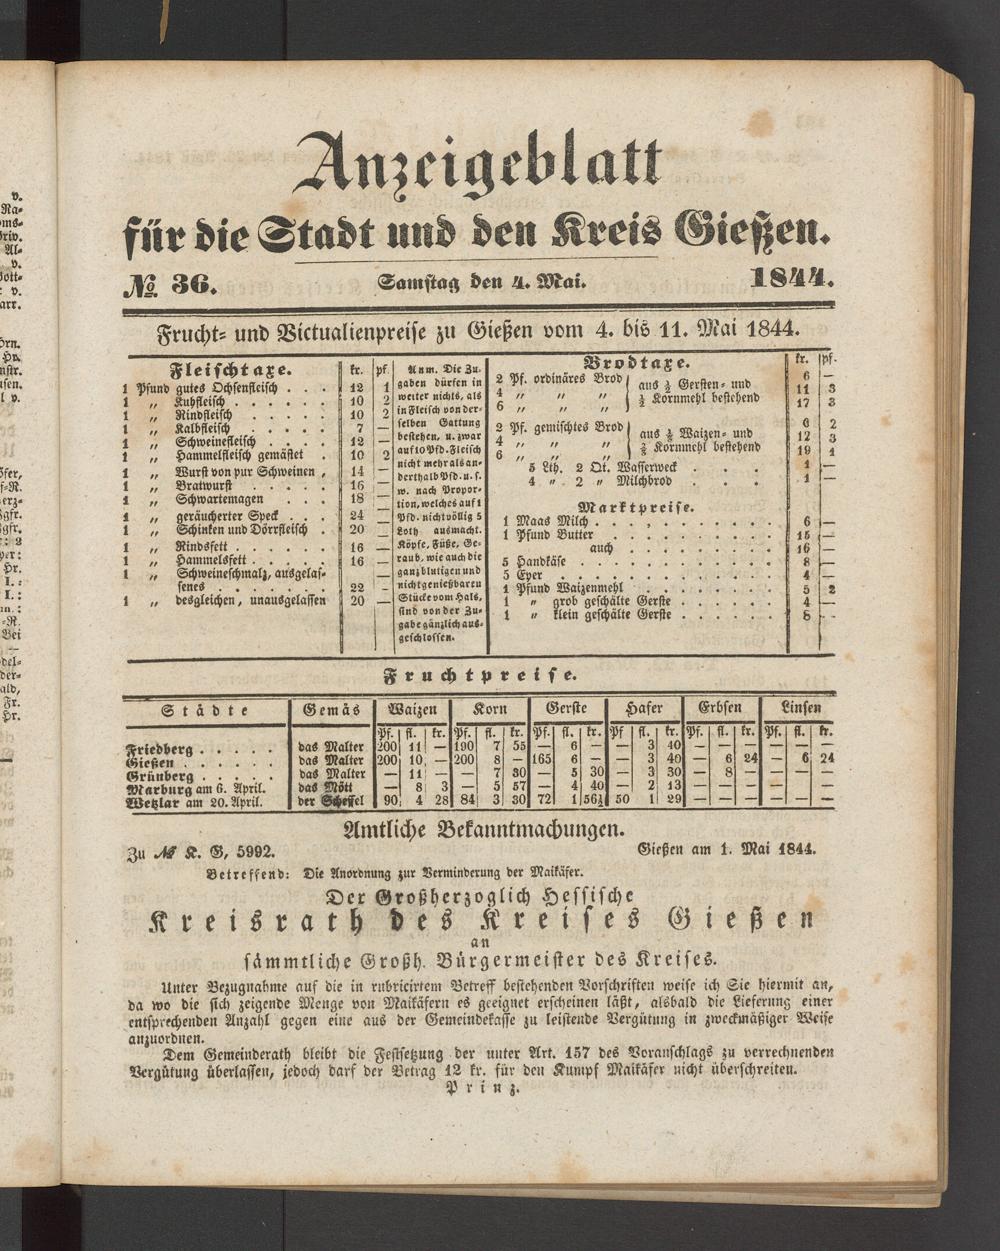 Anzeigeblatt
für die Stadt und den Kreis Gießen.
№ 36. Samstag den 4. Mai. 1844.
Frucht- und Victualienpreise zu Gießen vom 4. bis 11. Mai 1844.
Fleischtaxe. kr. pf.
1 Pfund gutes Ochsenfleisch . . . 12 1
1 „ Kuhfleisch . . . . . 10 2
1 „ Rindfleisch . . . . . 10 2
1 „ Kalbfleisch . . . . . 7 —
1 „ Schweinefleisch . . . . 12 —
1 „ Hammelfleisch gemästet . 10 2
1 „ Wurst von pur Schweinen , 14 —
1 „ Bratwurst . . . . . 16 —
1 „ Schwartemagen . . . 18 —
1 „ geräucherter Speck . . . 24 —
1 „ Schinken und Dörrfleisch . 20 —
1 „ Rindsfett . . . . . 16 —
1 „ Hammelsfett . . . . . 16 —
1 „ Schweineschmalz, ausgelas-
senes . . . . . . 22 -
1 „ desgleichen, unausgelassen 20 —
Anm. Die Zu-
gaben dürfen in
weiter nichts, als
in Fleisch von der-
selben Gattung
bestehen, u. zwar
auf 10 Pfd. Fleisch
nicht mehr als an-
derthalb Pfd. u. s.
w. nach Propor-
tion, welches auf 1
Pfd. nicht völlig 5
Loth ausmacht.
Köpfe, Füße, Ge-
raub, wie auch die
ganz blutigen und
nicht genießbaren
Stücke vom Hals,
sind von der Zu-
gabe gänzlich aus-
geschlossen.
Brodtaxe. kr. pf.
2 Pf. ordinäres Brod 6 —
4 „ „ „ aus ½ Gersten- und 11 3
6 „ „ „ ½ Kornmehl bestehend 17 3
2 Pf. gemischtes Brod 6 2
4 „ „ „ aus Waizen- und 12 3
6 „ „ „ Kornmehl bestehend 19 1
5 Lth. 2 Qt. Wasserweck . . . 1 —
4 „ 2 „ Milchbrod . . . 1 —
Marktpreise.
1 Maas Milch . . . . . . . . 6 —
1 Pfund Butter . . . . . . . . 15 —
auch . . . . . . . . 16 —
5 Handkäse . . . . . . . . 8 —
5 Eyer . . . . . . . . . 4 —
1 Pfund Waizenmehl . . . . . . . 5 2
1 „ grob geschälte Gerste . . . . . 4 —
1 „ klein geschälte Gerste . . . . . 8 —
Fruchtpreise.
Städte Gemäs Waizen Korn Gerste Hafer Erbsen Linsen
Pf. fl. kr. Pf. fl. kr. Pf. fl. kr. Pf fl. kr. Pf. fl. kr. Pf. fl. kr.
Friedberg . . . . . das Malter 200 11 — 190 7 55 — 6 — — 3 40 — — — — — —
Gießen . . . . . . das Malter 200 10 — 200 8 — 165 6 — — 3 40 — 6 24 — 6 24
Grünberg . . . . . das Malter — 11 — — 7 30 — 5 30 — 3 30 — 8 — — — —
Marburg am 6. April. das Mött — 8 3 — 5 57 — 4 40 — 2 13 — — — — — —
Wetzlar am 20. April. der Scheffel 90 4 28 84 3 30 72 1 56½ 50 1 29 — — — — — —
Amtliche Bekanntmachungen.
Zu № K. G, 5992. Gießen am 1. Mai 1844.
Betreffend: Die Anordnung zur Verminderung der Maikäfer.
Der Großherzoglich Hessische
Kreisrath des Kreises Gießen
an
sämmtliche Großh. Bürgermeister des Kreises.
Unter Bezugnahme auf die in rubricirtem Betreff bestehenden Vorschriften weise ich Sie hiermit an,
da wo die sich zeigende Menge von Maikäfern es geeignet erscheinen läßt, alsbald die Lieferung einer
entsprechenden Anzahl gegen eine aus der Gemeindekasse zu leistende Vergütung in zweckmäßiger Weise
anzuordnen.
Dem Gemeinderath bleibt die Festsetzung der unter Art. 157 des Voranschlags zu verrechnenden
Vergütung überlassen, jedoch darf der Betrag 12 kr. für den Kumpf Maikäfer nicht überschreiten.
Prinz.